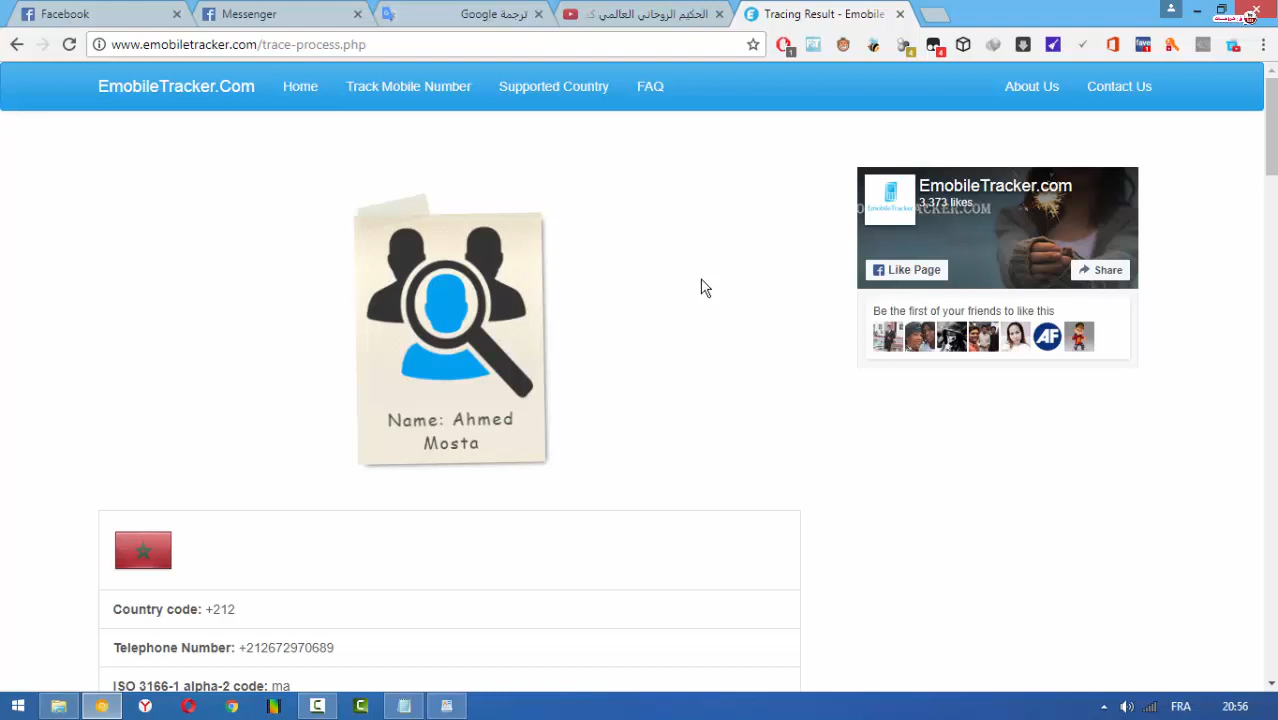 Facebook
Messenger
ترجمة Google
الحكيم الروحاني العالمي ك
Tracing Result - Emobile
www.emobiletracker.com/trace-process.php
EmobileTracker.Com
Home
Track Mobile Number
Supported Country
FAQ
About Us
Contact Us
EmobileTracker.com
3,373 likes
Like Page
Share
Be the first of your friends to like this
AF
Name: Ahmed
Mosta
Country code: +212
Telephone Number: +212672970689
ISO 3166-1 alpha-2 code: ma
FRA
20:56